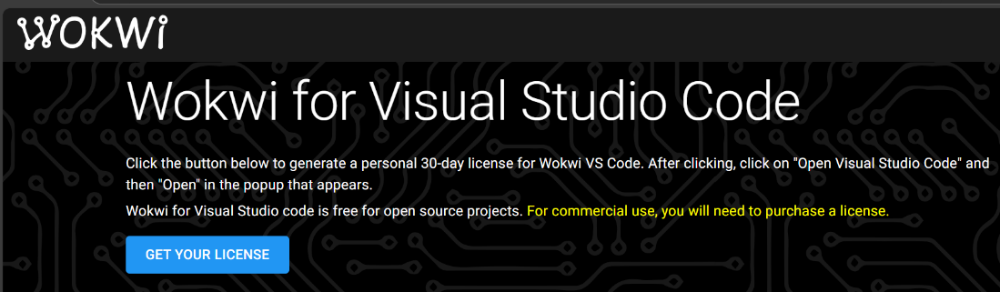 WOKWi
Wokwi for Visual Studio Code
Click the button below to generate a personal 30-day license for Wokwi VS Code. After clicking, click on "Open Visual Studio Code" and
then "Open" in the popup that appears.
Wokwi for Visual Studio code is free for open source projects. For commercial use, you will need to purchase a license.
GET YOUR LICENSE